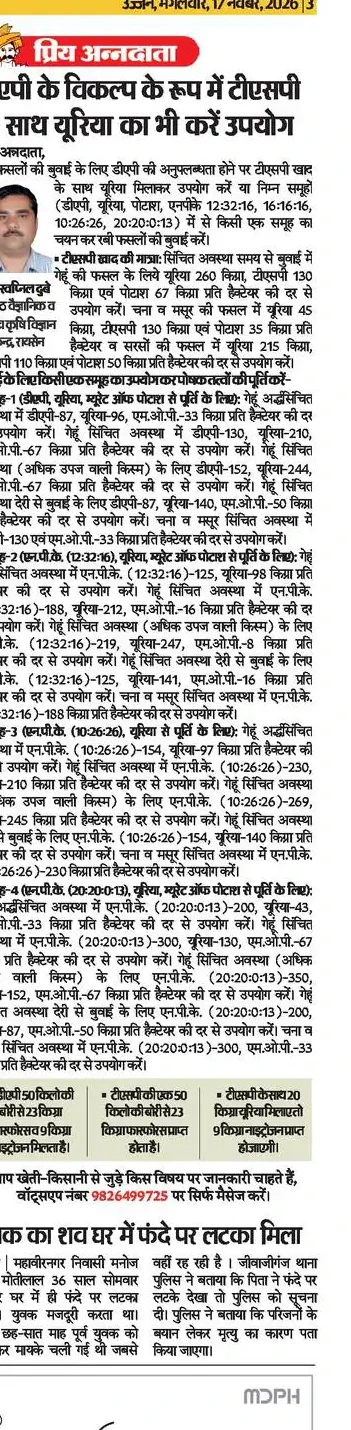 उज्जैन, मंगलवार, 17 नवंबर, 2026 | 3
प्रिय अन्नदाता
एपी के विकल्प के रूप में टीएसपी
साथ यूरिया का भी करें उपयोग
अन्नदाता,
फसलों की बुवाई के लिए डीएपी की अनुपलब्धता होने पर टीएसपी खाद
के साथ यूरिया मिलाकर उपयोग करें या निम्न समूहों
(डीएपी, यूरिया, पोटाश, एनपीके 12:32:16, 16:16:16,
10:26:26, 20:20:0:13) में से किसी एक समूह का
चयन कर रबी फसलों की बुवाई करें।
▪ टीएसपी खाद की मात्रा: सिंचित अवस्था समय से बुवाई में
गेहूं की फसल के लिये यूरिया 260 किग्रा, टीएसपी 130
किग्रा एवं पोटाश 67 किग्रा प्रति हैक्टेयर की दर से
उपयोग करें। चना व मसूर की फसल में यूरिया 45
किग्रा, टीएसपी 130 किग्रा एवं पोटाश 35 किग्रा प्रति
हैक्टेयर व सरसों की फसल में यूरिया 215 किग्रा,
स्वप्निल दुबे
वैज्ञानिक व
कृषि विज्ञान
केन्द्र, रायसेन
पी 110 किग्रा एवं पोटाश 50 किग्रा प्रति हैक्टेयर की दर से उपयोग करें।
के लिए किसी एक समूह का उपयोग कर पोषक तत्वों की पूर्ति करें-
ह-1 (डीएपी, यूरिया, म्यूरेट ऑफ पोटाश से पूर्ति के लिए): गेहूं अर्द्धसिंचित
था में डीएपी-87, यूरिया-96, एम.ओ.पी.-33 किग्रा प्रति हैक्टेयर की दर
उपयोग करें। गेहूं सिंचित अवस्था में डीएपी-130, यूरिया-210,
ओ.पी.-67 किग्रा प्रति हैक्टेयर की दर से उपयोग करें। गेहूं सिंचित
था (अधिक उपज वाली किस्म) के लिए डीएपी-152, यूरिया-244,
ओ.पी.-67 किग्रा प्रति हैक्टेयर की दर से उपयोग करें। गेहूं सिंचित
था देरी से बुवाई के लिए डीएपी-87, यूरिया-140, एम.ओ.पी.-50 किग्रा
हैक्टेयर की दर से उपयोग करें। चना व मसूर सिंचित अवस्था में
पी-130 एवं एम.ओ.पी.-33 किग्रा प्रति हैक्टेयर की दर से उपयोग करें।
ह-2 (एन.पी.के. (12:32:16), यूरिया, म्यूरेट ऑफ पोटाश से पूर्ति के लिए): गेहूं
सिंचित अवस्था में एन.पी.के. (12:32:16)-125, यूरिया-98 किग्रा प्रति
यर की दर से उपयोग करें। गेहूं सिंचित अवस्था में एन.पी.के.
:32:16)-188, यूरिया-212, एम.ओ.पी.-16 किग्रा प्रति हैक्टेयर की दर
पयोग करें। गेहूं सिंचित अवस्था (अधिक उपज वाली किस्म) के लिए
पी.के. (12:32:16)-219, यूरिया-247, एम.ओ.पी.-8 किग्रा प्रति
यर की दर से उपयोग करें। गेहूं सिंचित अवस्था देरी से बुवाई के लिए
पी.के. (12:32:16)-125, यूरिया-141, एम.ओ.पी.-16 किग्रा प्रति
यर की दर से उपयोग करें। चना व मसूर सिंचित अवस्था में एन.पी.के.
:32:16)-188 किग्रा प्रति हैक्टेयर की दर से उपयोग करें।
ह-3 (एन.पी.के. (10:26:26), यूरिया से पूर्ति के लिए): गेहूं अर्द्धसिंचित
था में एन.पी.के. (10:26:26)-154, यूरिया-97 किग्रा प्रति हैक्टेयर की
उपयोग करें। गेहूं सिंचित अवस्था में एन.पी.के. (10:26:26)-230,
-210 किग्रा प्रति हैक्टेयर की दर से उपयोग करें। गेहूं सिंचित अवस्था
धिक उपज वाली किस्म) के लिए एन.पी.के. (10:26:26)-269,
-245 किग्रा प्रति हैक्टेयर की दर से उपयोग करें। गेहूं सिंचित अवस्था
से बुवाई के लिए एन.पी.के. (10:26:26)-154, यूरिया-140 किग्रा प्रति
यर की दर से उपयोग करें। चना व मसूर सिंचित अवस्था में एन.पी.के.
:26:26)-230 किग्रा प्रति हैक्टेयर की दर से उपयोग करें।
ह-4 (एन.पी.के. (20:20:0:13), यूरिया, म्यूरेट ऑफ पोटाश से पूर्ति के लिए):
अर्द्धसिंचित अवस्था में एन.पी.के. (20:20:0:13)-200, यूरिया-43,
ओ.पी.-33 किग्रा प्रति हैक्टेयर की दर से उपयोग करें। गेहूं सिंचित
था में एन.पी.के. (20:20:0:13)-300, यूरिया-130, एम.ओ.पी.-67
प्रति हैक्टेयर की दर से उपयोग करें। गेहूं सिंचित अवस्था (अधिक
वाली किस्म) के लिए एन.पी.के. (20:20:0:13)-350,
-152, एम.ओ.पी.-67 किग्रा प्रति हैक्टेयर की दर से उपयोग करें। गेहूं
त अवस्था देरी से बुवाई के लिए एन.पी.के. (20:20:0:13)-200,
-87, एम.ओ.पी.-50 किग्रा प्रति हैक्टेयर की दर से उपयोग करें। चना व
सिंचित अवस्था में एन.पी.के. (20:20:0:13)-300, एम.ओ.पी.-33
प्रति हैक्टेयर की दर से उपयोग करें।
डीएपी 50 किलो की
बोरी से 23 किग्रा
फास्फोरस व 9 किग्रा
नाइट्रोजन मिलता है।
▪ टीएसपी की एक 50
किलो की बोरी से 23
किग्रा फास्फोरस प्राप्त
होता है।
▪ टीएसपी के साथ 20
किग्रा यूरिया मिलाएं तो
9 किग्रा नाइट्रोजन प्राप्त
हो जाएगी।
आप खेती-किसानी से जुड़े किस विषय पर जानकारी चाहते हैं,
वॉट्सएप नंबर 9826499725 पर सिर्फ मैसेज करें।
क का शव घर में फंदे पर लटका मिला
| महावीरनगर निवासी मनोज
मोतीलाल 36 साल सोमवार
घर में ही फंदे पर लटका
। युवक मजदूरी करता था।
छह-सात माह पूर्व युवक को
कर मायके चली गई थी जबसे
वहीं रह रही है । जीवाजीगंज थाना
पुलिस ने बताया कि पिता ने फंदे पर
लटके देखा तो पुलिस को सूचना
दी। पुलिस ने बताया कि परिजनों के
बयान लेकर मृत्यु का कारण पता
किया जाएगा।
MDPH